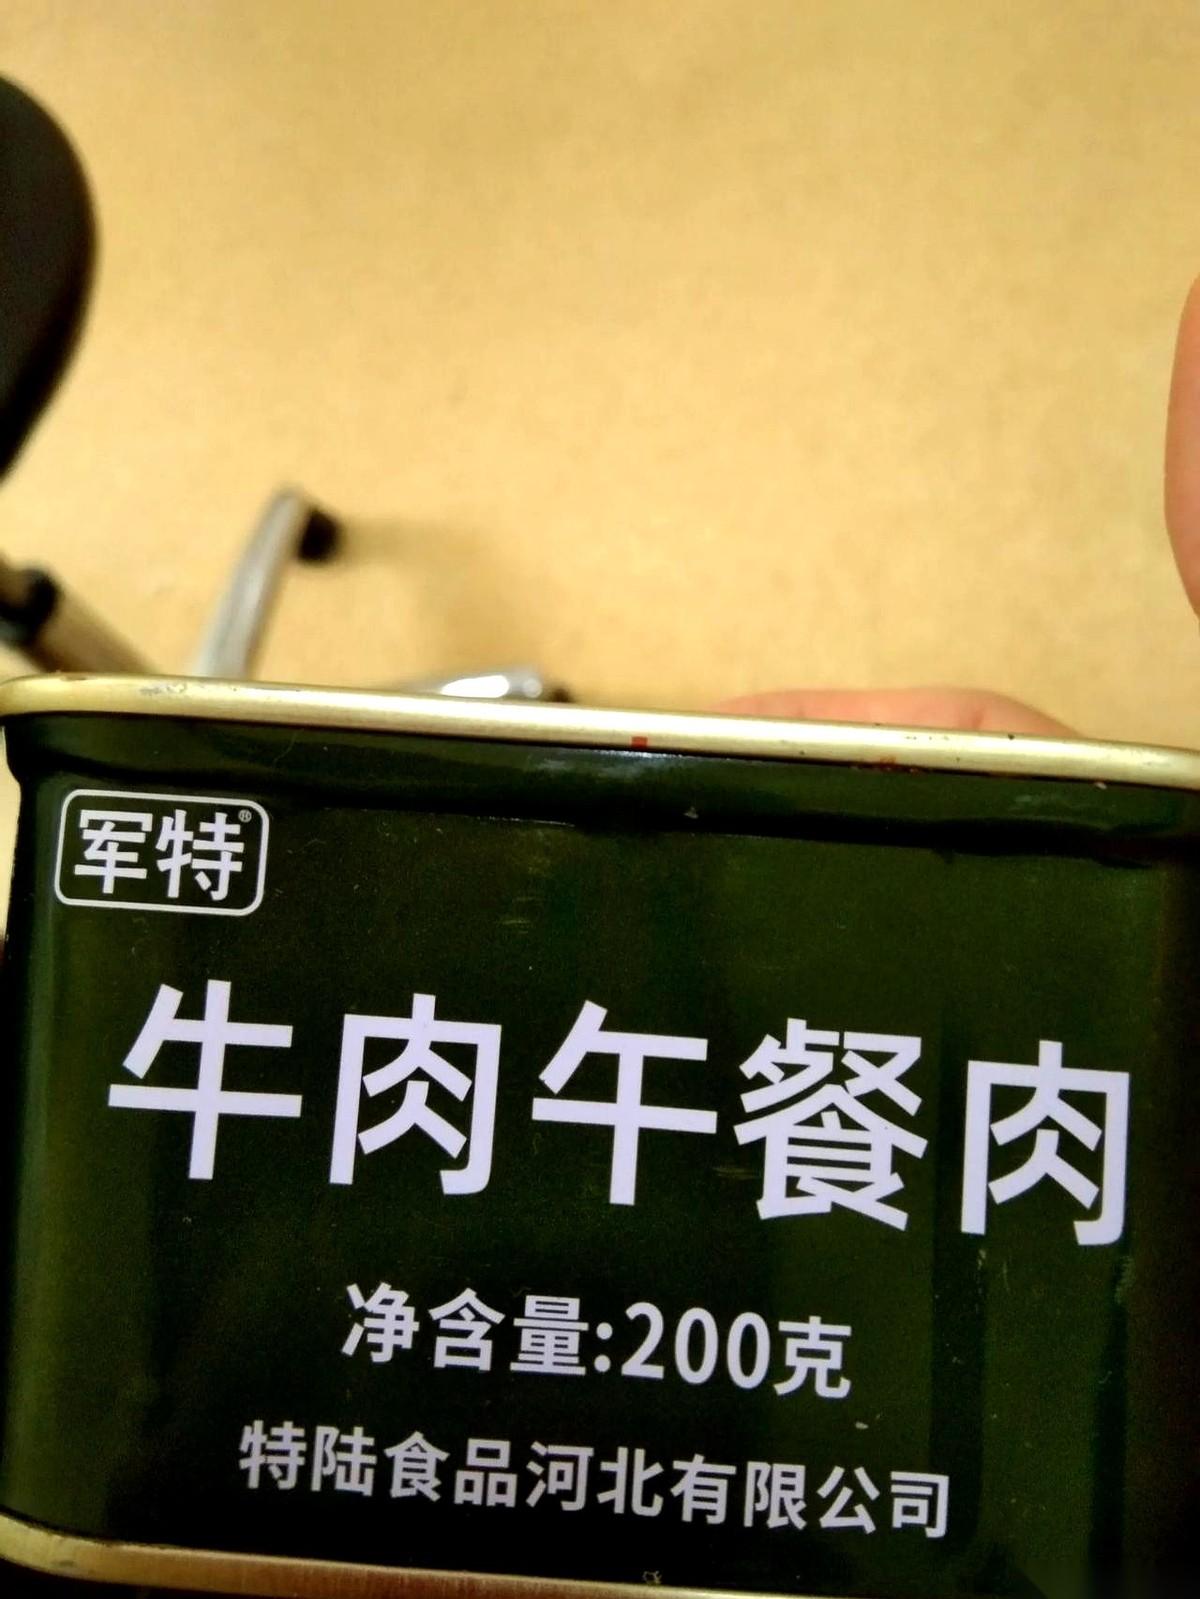 军特®
牛肉午餐肉
净含量:200克
特陆食品河北有限公司